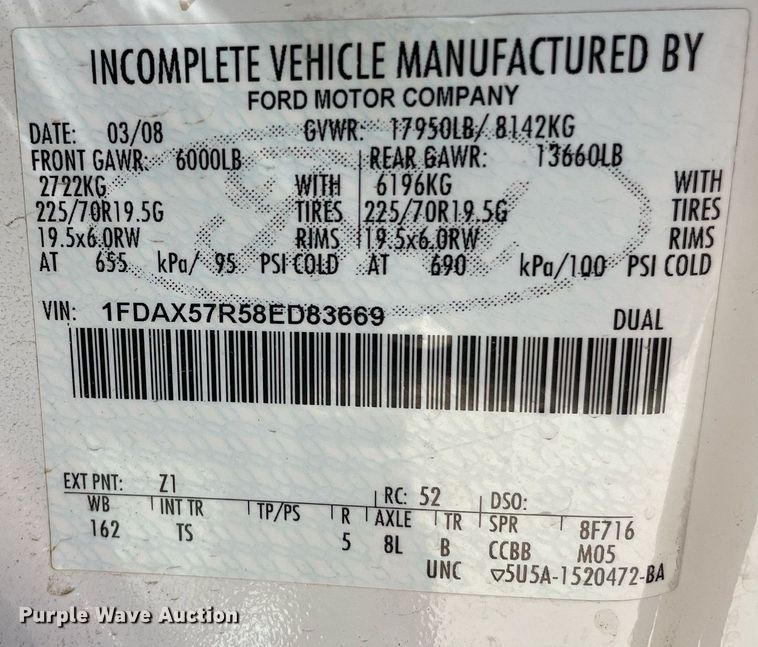 INCOMPLETE VEHICLE MANUFACTURED BY
FORD MOTOR COMPANY
DATE: 03/08 GVWR: 17950LB/ 8142KG
FRONT GAWR: 6000LB REAR GAWR: 13660LB
2722KG WITH 6196KG WITH
225/70R19.5G TIRES 225/70R19.5G TIRES
19.5x6.0RW RIMS 19.5x6.0RW RIMS
AT 655 kPa/ 95 PSI COLD AT 690 kPa/100 PSI COLD
VIN: 1FDAX57R58ED83669 DUAL
EXT PNT: Z1 RC: 52 DSO:
WB INT TR TP/PS R AXLE TR SPR 8F716
162 TS 5 8L B CCBB M05
UNC ▽5U5A-1520472-BA
Purple Wave Auction